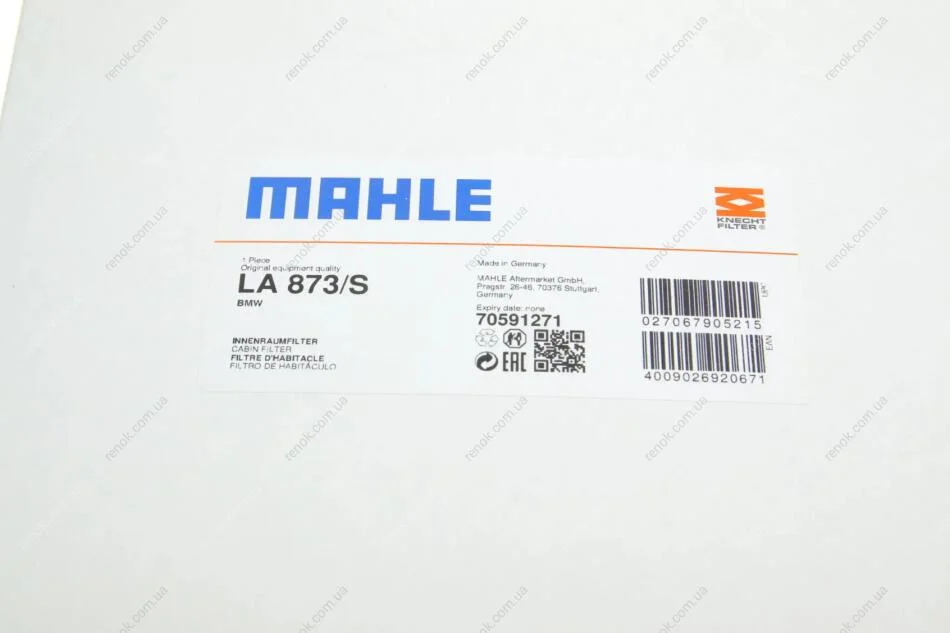 MAHLE
KNECHT
FILTER®
1 Piece
Original equipment quality
LA 873/S
BMW
INNENRAUMFILTER
CABIN FILTER
FILTRE D'HABITACLE
FILTRO DE HABITÁCULO
Made in Germany
MAHLE Aftermarket GmbH,
Pragstr. 26-46, 70376 Stuttgart,
Germany
Expiry date: none
70591271
EAC
UPC
027067905215
EAN
4009026920671
renok.com.ua